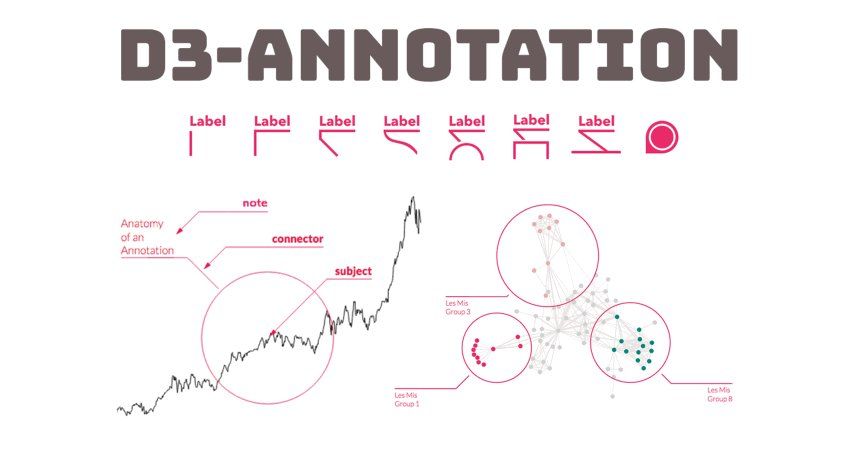 D3-ANNOTATION
Label Label Label Label Label Label Label
note
Anatomy
of an
Annotation
connector
subject
Les Mis
Group 3
Les Mis
Group 1
Les Mis
Group 8